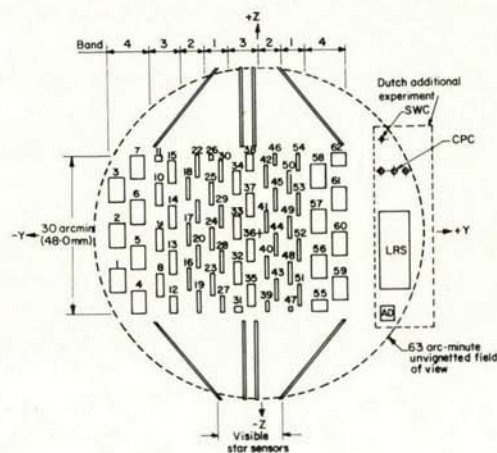 +Z
Band 4 3 2 1 3 2 1 4
Dutch additional
experiment
SWC
CPC
22 26 38 46 54 62
7 11 15 30 42 50 58
3 10 18 25 34 61
14 29 37 45 53
2 9 17 24 33 41 49 57
-Y 36 44 60 +Y
30 arcmin
(48·0mm)
5 13 20 28 32 40 52 56
1 8 16 23 35 43 48 59
4 12 19 27 31 39 47 51 55
LRS
AD
63 arc-minute
unvignetted field
of view
-Z
Visible
star sensors